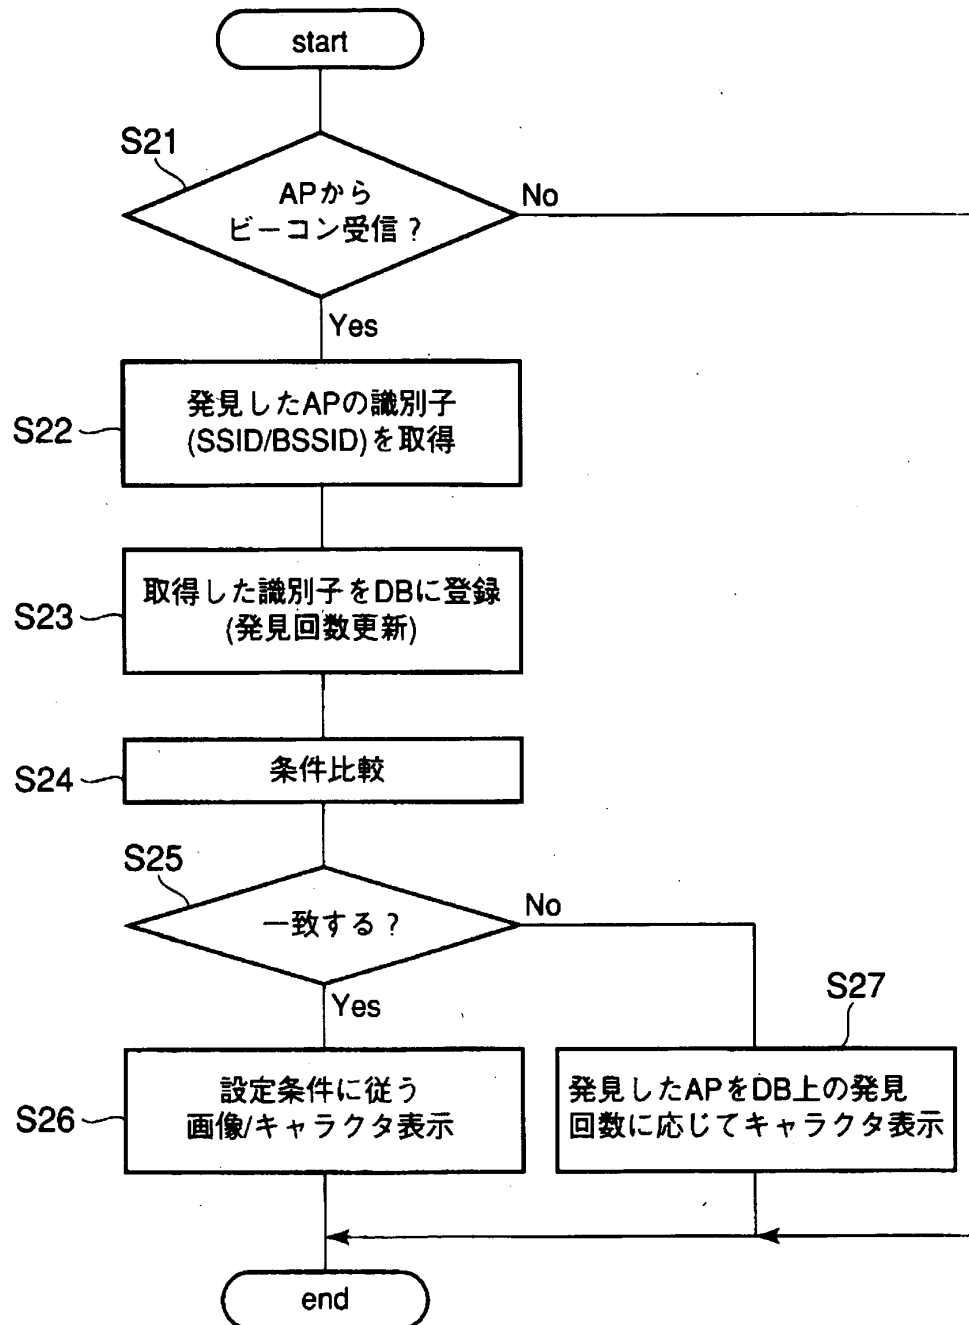 start
S21
APから
ビーコン受信？
No
Yes
S22
発見したAPの識別子
(SSID/BSSID)を取得
S23
取得した識別子をDBに登録
(発見回数更新)
S24
条件比較
S25
一致する？
No
Yes
S26
設定条件に従う
画像/キャラクタ表示
S27
発見したAPをDB上の発見
回数に応じてキャラクタ表示
end